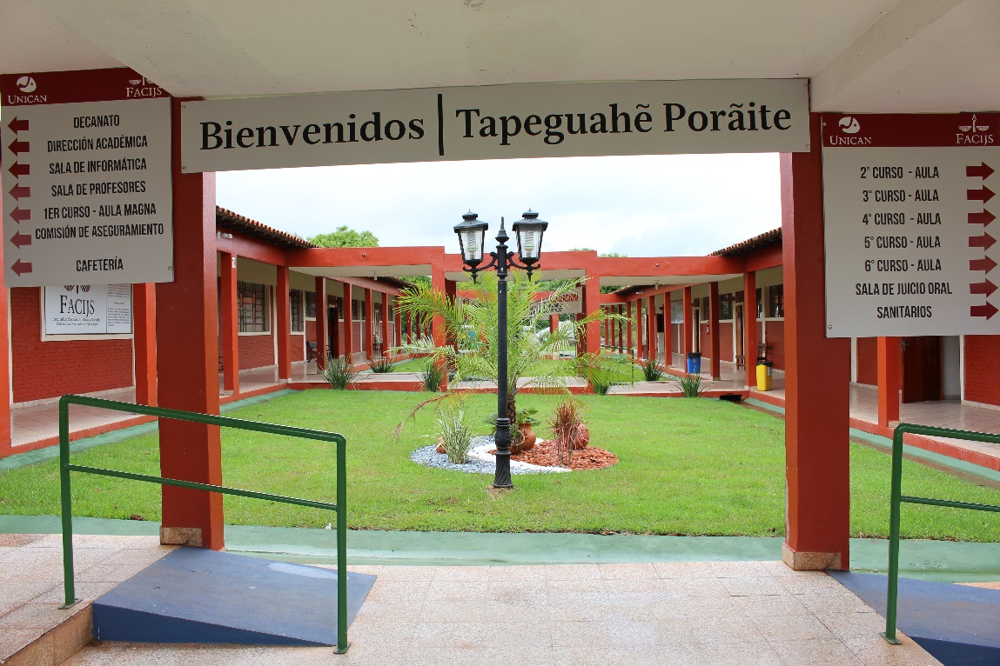 UNICAN
FACIJS
DECANATO
DIRECCIÓN ACADÉMICA
SALA DE INFORMÁTICA
SALA DE PROFESORES
1ER CURSO - AULA MAGNA
COMISIÓN DE ASEGURAMIENTO
CAFETERÍA
Bienvenidos | Tapeguahẽ Porãite
UNICAN
FACIJS
2° CURSO - AULA
3° CURSO - AULA
4° CURSO - AULA
5° CURSO - AULA
6° CURSO - AULA
SALA DE JUICIO ORAL
SANITARIOS
FACIJS